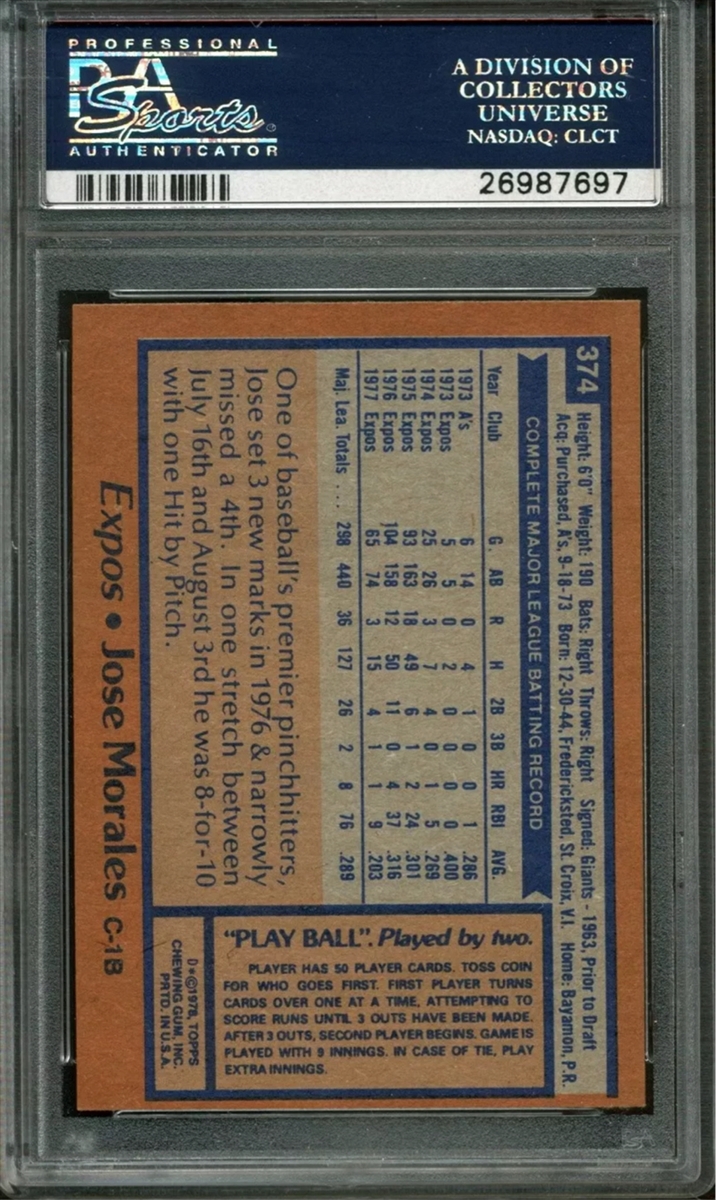 PROFESSIONAL
PSA
Sports
AUTHENTICATOR
A DIVISION OF
COLLECTORS
UNIVERSE
NASDAQ: CLCT
26987697
374
Height: 6'0" Weight: 190 Bats: Right Throws: Right Signed: Giants - 1963, Prior to Draft
Acq: Purchased, A's, 9-18-73 Born: 12-30-44, Fredericksted, St. Croix, V.I. Home: Bayamon, P.R.
COMPLETE MAJOR LEAGUE BATTING RECORD
Year Club G. AB R H 2B 3B HR RBI AVG.
1973 A's 6 14 0 4 1 0 0 1 .286
1973 Expos 5 5 0 2 0 0 0 0 .400
1974 Expos 25 26 3 7 4 0 1 5 .269
1975 Expos 93 163 18 49 6 1 2 24 .301
1976 Expos 104 158 12 50 11 0 4 37 .316
1977 Expos 65 74 3 15 4 1 1 9 .203
Maj. Lea. Totals . . . 298 440 36 127 26 2 8 76 .289
One of baseball's premier pinchhitters,
Jose set 3 new marks in 1976 & narrowly
missed a 4th. In one stretch between
July 16th and August 3rd he was 8-for-10
with one Hit by Pitch.
"PLAY BALL". Played by two.
PLAYER HAS 50 PLAYER CARDS. TOSS COIN
FOR WHO GOES FIRST. FIRST PLAYER TURNS
CARDS OVER ONE AT A TIME, ATTEMPTING TO
SCORE RUNS UNTIL 3 OUTS HAVE BEEN MADE.
AFTER 3 OUTS, SECOND PLAYER BEGINS. GAME IS
PLAYED WITH 9 INNINGS. IN CASE OF TIE, PLAY
EXTRA INNINGS.
D*©1978, TOPPS
CHEWING GUM, INC.
PRTD. IN U.S.A.
Expos • Jose Morales C-1B